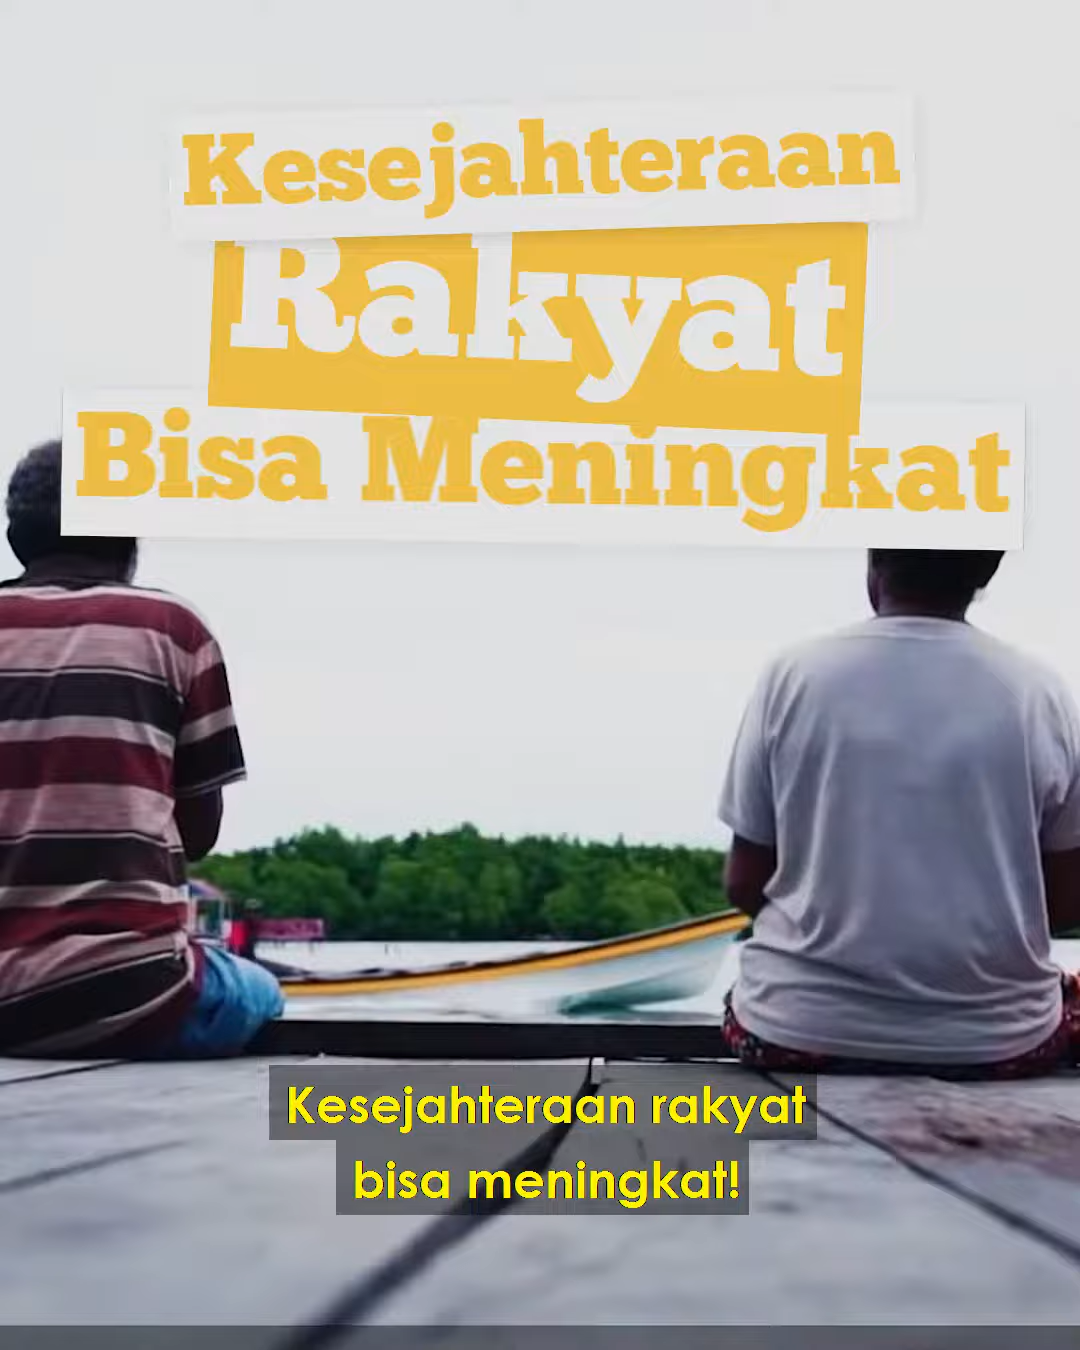 Kesejahteraan
Rakyat
Bisa Meningkat
Kesejahteraan rakyat
bisa meningkat!